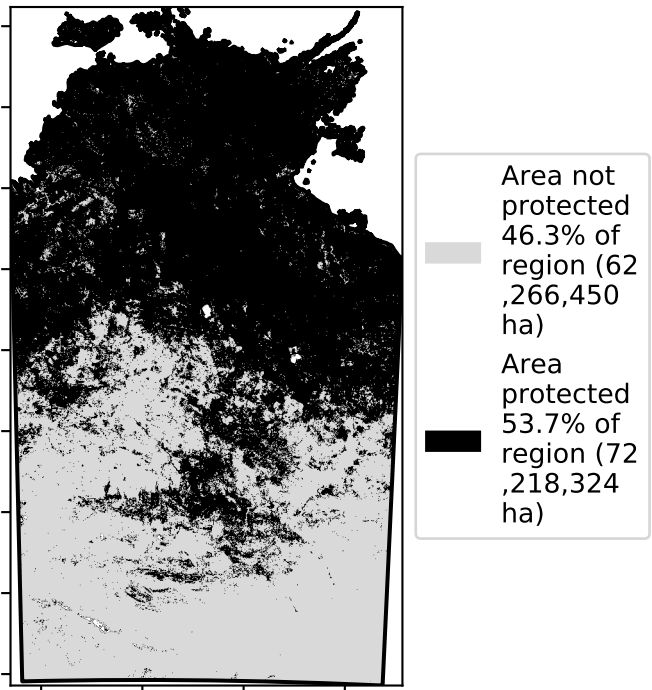 Area not
protected
46.3% of
region (62
,266,450
ha)
Area
protected
53.7% of
region (72
,218,324
ha)